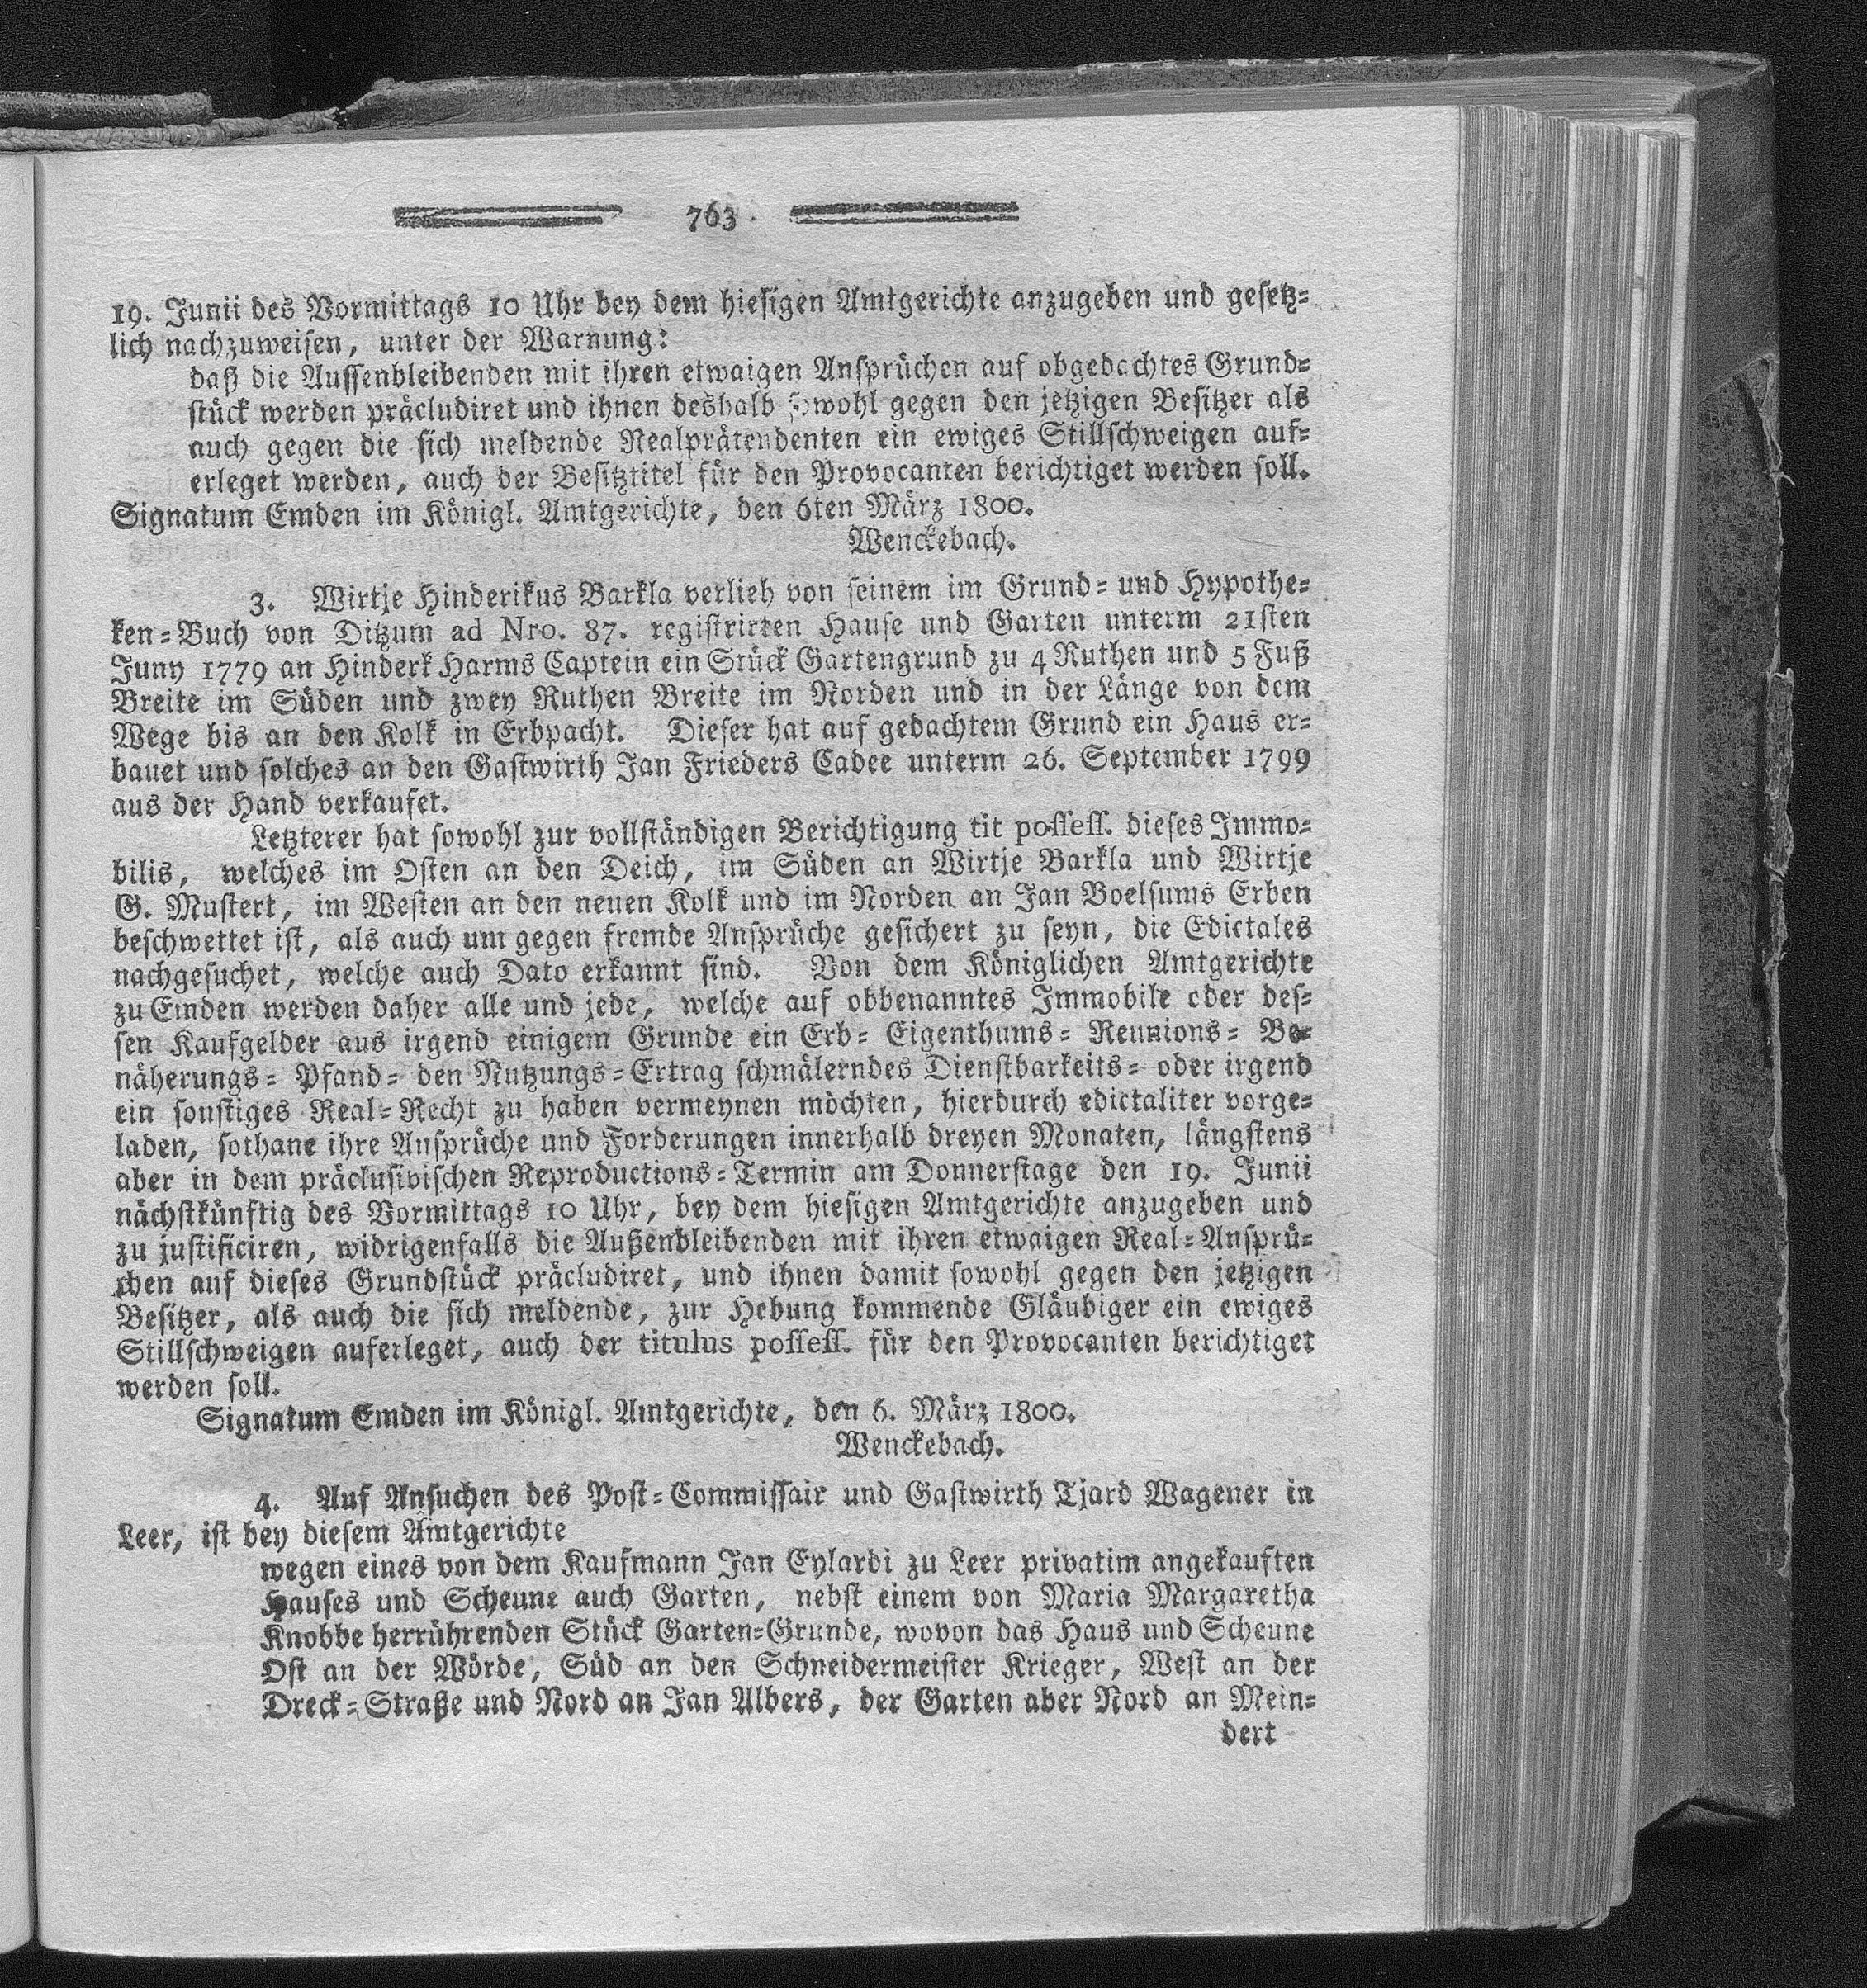 763
19. Junii des Vormittags 10 Uhr bey dem hiesigen Amtgerichte anzugeben und gesetz-
lich nachzuweisen, unter der Warnung:
daß die Aussenbleibenden mit ihren etwaigen Ansprüchen auf obgedachtes Grund-
stück werden präcludiret und ihnen deshalb sowohl gegen den jetzigen Besitzer als
auch gegen die sich meldende Realprätendenten ein ewiges Stillschweigen auf-
erleget werden, auch der Besitztitel für den Provocanten berichtiget werden soll.
Signatum Emden im Königl. Amtgerichte, den 6ten März 1800.
Wenckebach.
3. Wirtje Hinderikus Barkla verlieh von seinem im Grund- und Hypothe-
ken-Buch von Ditzum ad Nro. 87. registrirten Hause und Garten unterm 21sten
Juny 1779 an Hinderk Harms Captein ein Stück Gartengrund zu 4 Ruthen und 5 Fuß
Breite im Süden und zwey Ruthen Breite im Norden und in der Länge von dem
Wege bis an den Kolk in Erbpacht. Dieser hat auf gedachtem Grund ein Haus er-
bauet und solches an den Gastwirth Jan Frieders Cadee unterm 26. September 1799
aus der Hand verkaufet.
Letzterer hat sowohl zur vollständigen Berichtigung tit possess. dieses Immo-
bilis, welches im Osten an den Deich, im Süden an Wirtje Barkla und Wirtje
G. Mustert, im Westen an den neuen Kolk und im Norden an Jan Boelsums Erben
beschwettet ist, als auch um gegen fremde Ansprüche gesichert zu seyn, die Edictales
nachgesuchet, welche auch Dato erkannt sind. Von dem Königlichen Amtgerichte
zu Emden werden daher alle und jede, welche auf obbenanntes Immobile oder des-
sen Kaufgelder aus irgend einigem Grunde ein Erb- Eigenthums- Reunions- Be-
näherungs- Pfand- den Nutzungs-Ertrag schmälerndes Dienstbarkeits- oder irgend
ein sonstiges Real-Recht zu haben vermeynen möchten, hierdurch edictaliter vorge-
laden, sothane ihre Ansprüche und Forderungen innerhalb dreyen Monaten, längstens
aber in dem präclusivischen Reproductions-Termin am Donnerstage den 19. Junii
nächstkünftig des Vormittags 10 Uhr, bey dem hiesigen Amtgerichte anzugeben und
zu justificiren, widrigenfalls die Außenbleibenden mit ihren etwaigen Real-Ansprü-
chen auf dieses Grundstück präcludiret, und ihnen damit sowohl gegen den jetzigen
Besitzer, als auch die sich meldende, zur Hebung kommende Gläubiger ein ewiges
Stillschweigen auferleget, auch der titulus possess. für den Provocanten berichtiget
werden soll.
Signatum Emden im Königl. Amtgerichte, den 6. März 1800.
Wenckebach.
4. Auf Ansuchen des Post-Commissair und Gastwirth Tjard Wagener in
Leer, ist bey diesem Amtgerichte
wegen eines von dem Kaufmann Jan Eylardi zu Leer privatim angekauften
Hauses und Scheune auch Garten, nebst einem von Maria Margaretha
Knobbe herrührenden Stück Garten-Grunde, wovon das Haus und Scheune
Ost an der Wörde, Süd an den Schneidermeister Krieger, West an der
Dreck-Straße und Nord an Jan Albers, der Garten aber Nord an Mein-
dert